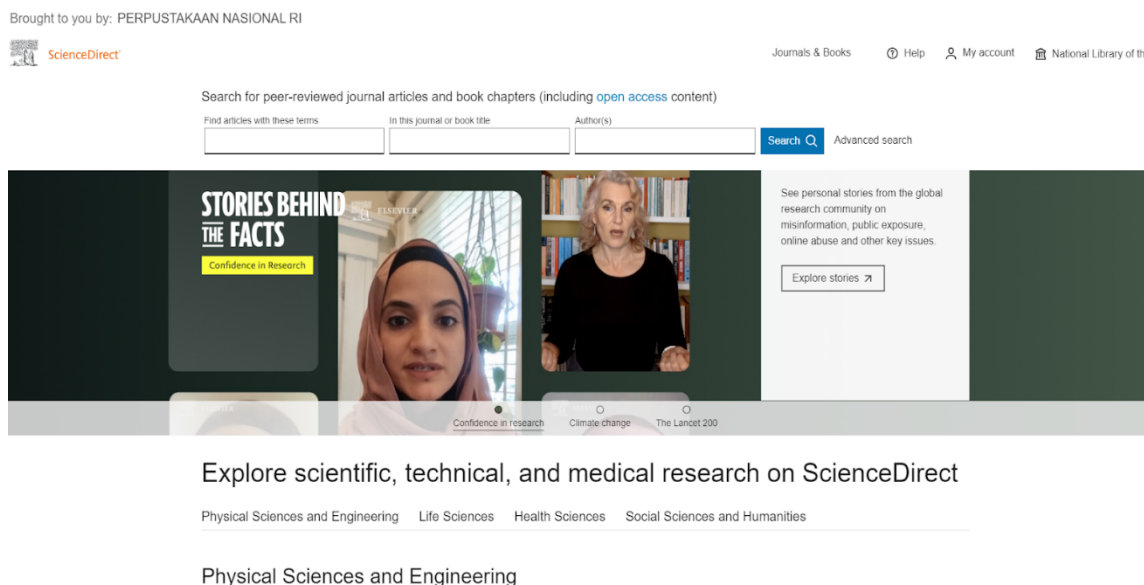 Brought to you by: PERPUSTAKAAN NASIONAL RI
ScienceDirect
Journals & Books
Help
My account
National Library of th
Search for peer-reviewed journal articles and book chapters (including open access content)
Find articles with these terms
In this journal or book title
Author(s)
Search
Advanced search
STORIES BEHIND
THE FACTS
Confidence in Research
ELSEVIER
See personal stories from the global
research community on
misinformation, public exposure,
online abuse and other key issues.
Explore stories
Confidence in research
Climate change
The Lancet 200
Explore scientific, technical, and medical research on ScienceDirect
Physical Sciences and Engineering
Life Sciences
Health Sciences
Social Sciences and Humanities
Physical Sciences and Engineering